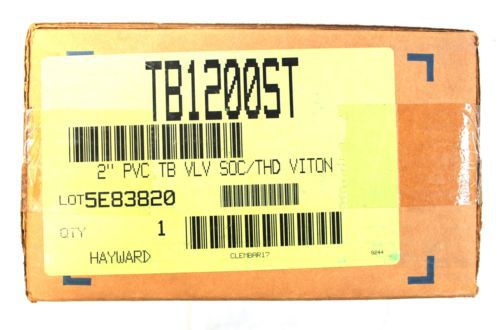 TB1200ST
2" PVC TB VLV SOC/THD VITON
LOT 5E83820
QTY 1
HAYWARD CLEMBAR17 9244